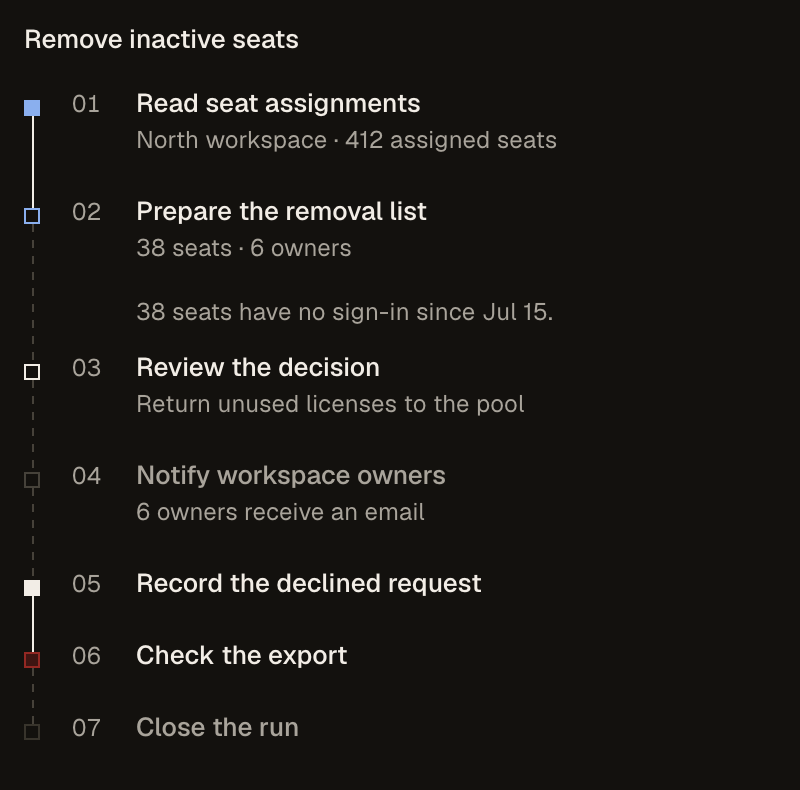 Remove inactive seats
01 Read seat assignments
North workspace · 412 assigned seats
02 Prepare the removal list
38 seats · 6 owners
38 seats have no sign-in since Jul 15.
03 Review the decision
Return unused licenses to the pool
04 Notify workspace owners
6 owners receive an email
05 Record the declined request
06 Check the export
07 Close the run